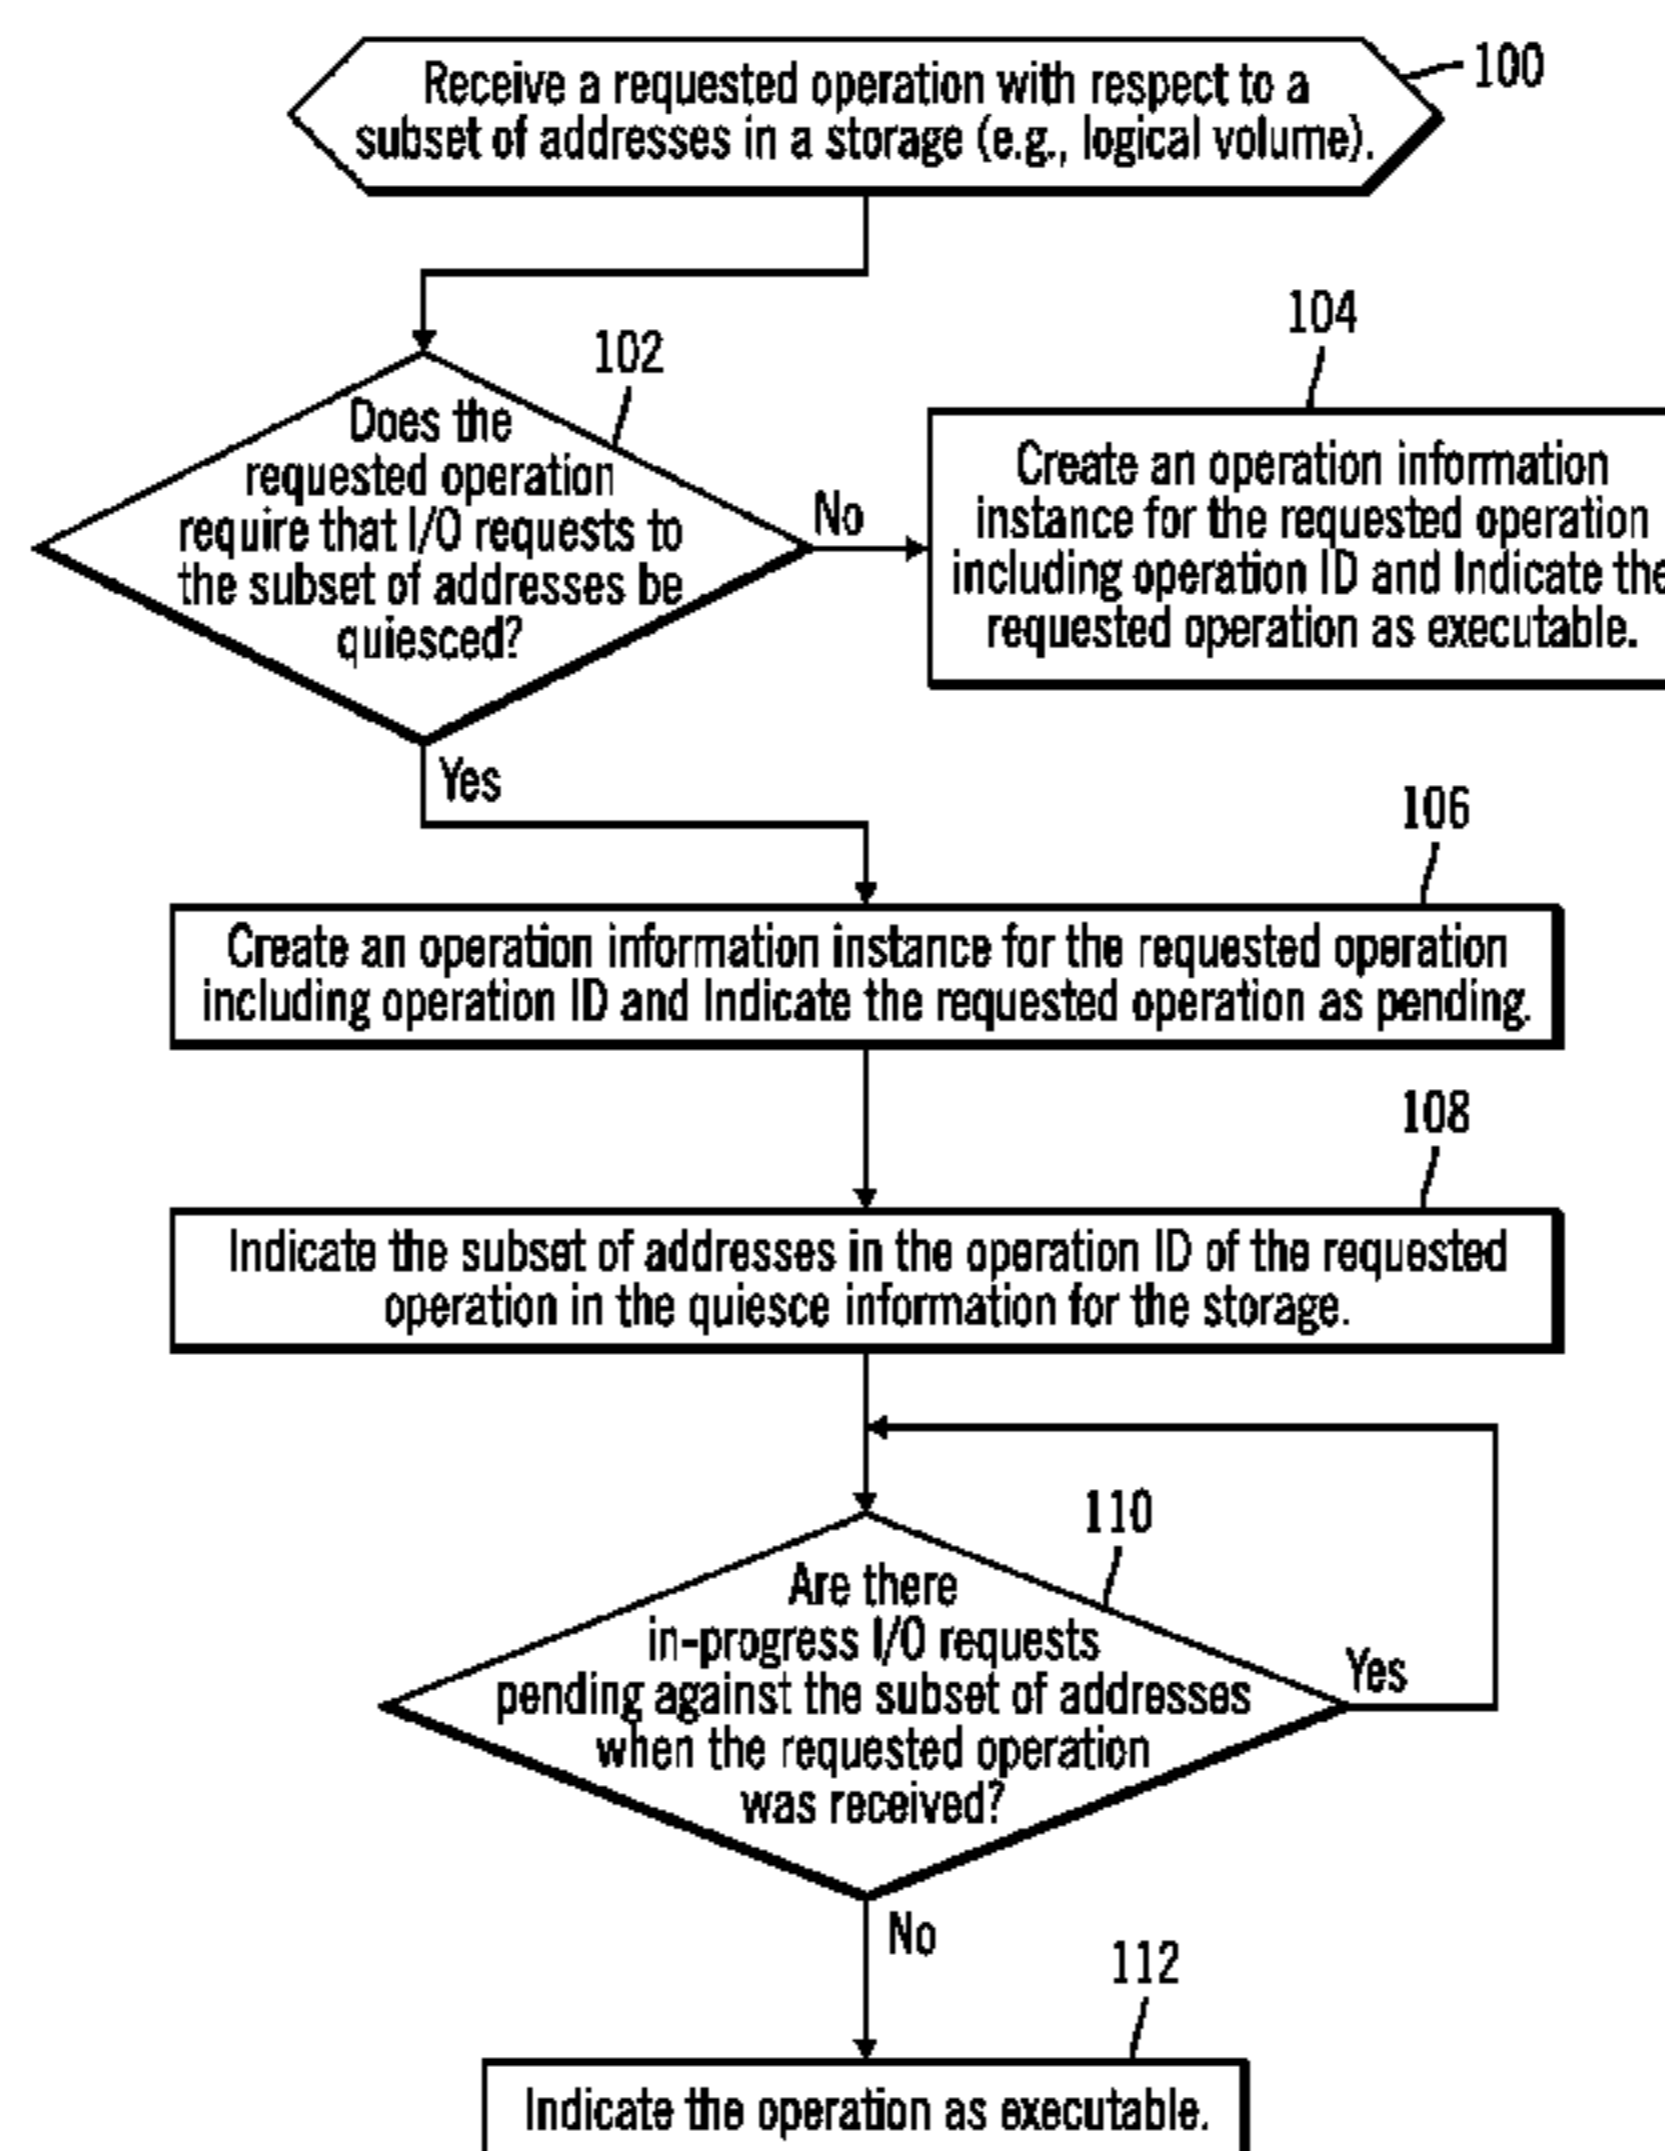 Receive a requested operation with respect to a
subset of addresses in a storage (e.g., logical volume).
100
102
Does the
requested operation
require that I/O requests to
the subset of addresses be
quiesced?
No
104
Create an operation information
instance for the requested operation
including operation ID and Indicate the
requested operation as executable.
Yes
106
Create an operation information instance for the requested operation
including operation ID and Indicate the requested operation as pending.
108
Indicate the subset of addresses in the operation ID of the requested
operation in the quiesce information for the storage.
110
Are there
in-progress I/O requests
pending against the subset of addresses
when the requested operation
was received?
Yes
No
112
Indicate the operation as executable.